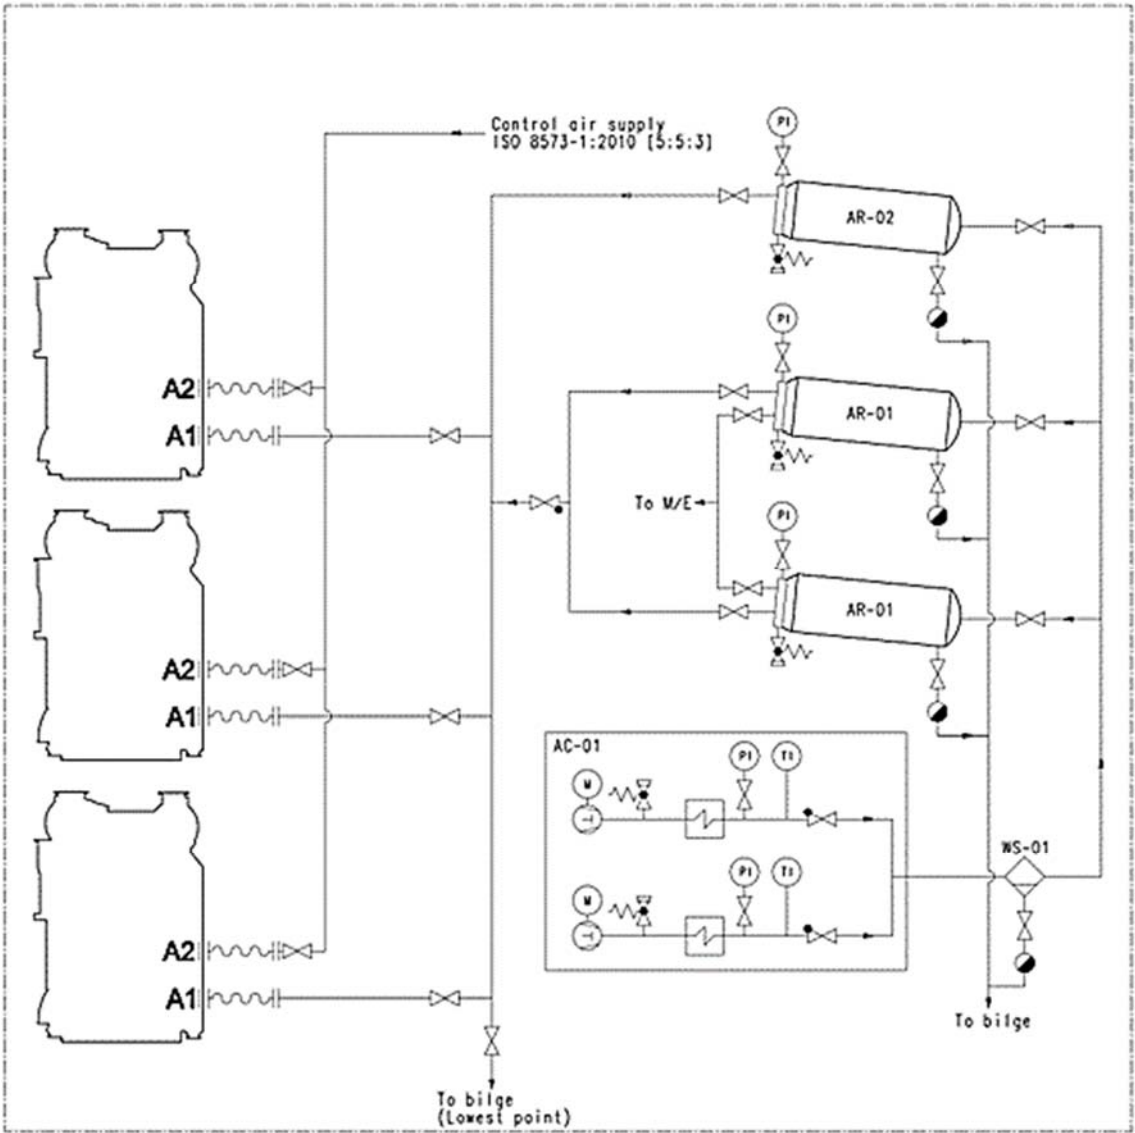 Control air supply
ISO 8573-1:2010 [5:5:3]
PI
AR-02
A2
A1
PI
AR-01
To M/E
PI
AR-01
A2
A1
AC-01
M
PI
TI
M
PI
TI
WS-01
A2
A1
To bilge
To bilge
(Lowest point)